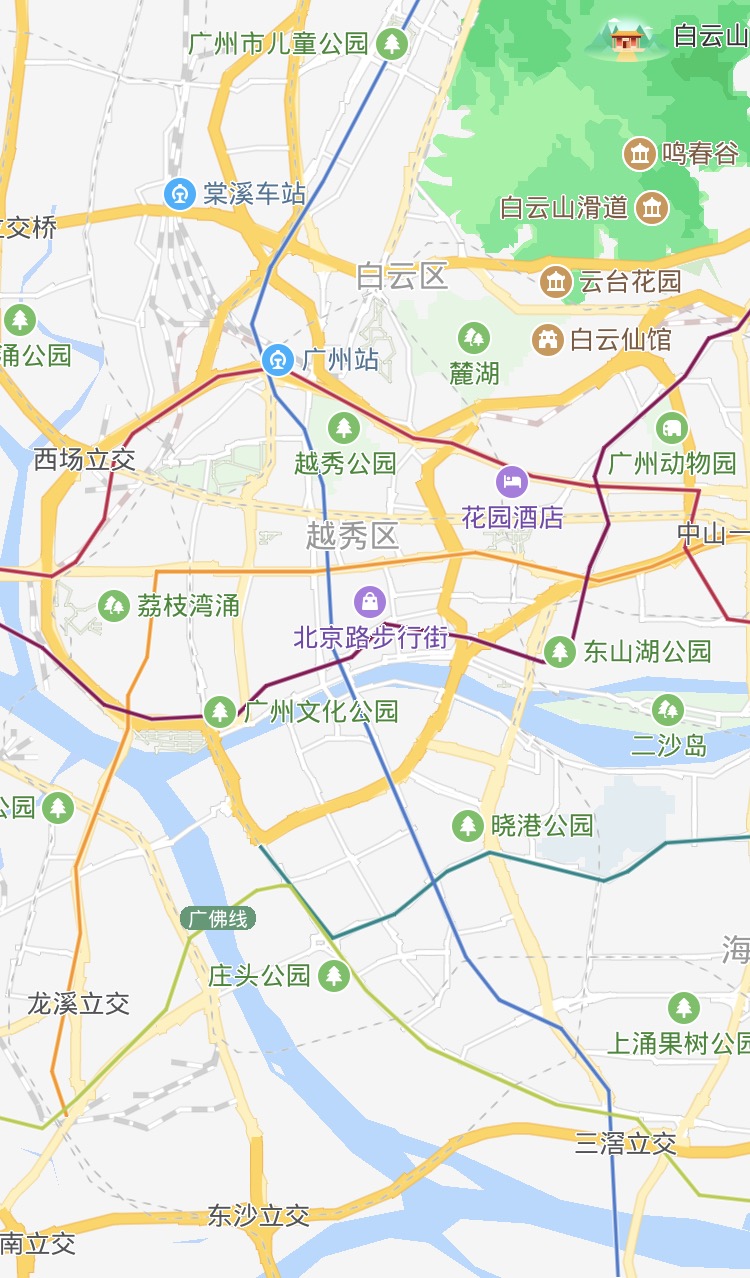 白云山
广州市儿童公园
鸣春谷
棠溪车站
白云山滑道
立交桥
白云区
云台花园
涌公园
广州站
麓湖
白云仙馆
西场立交
越秀公园
广州动物园
花园酒店
越秀区
中山一
荔枝湾涌
北京路步行街
东山湖公园
广州文化公园
二沙岛
公园
晓港公园
广佛线
海
庄头公园
龙溪立交
上涌果树公园
三滘立交
东沙立交
南立交